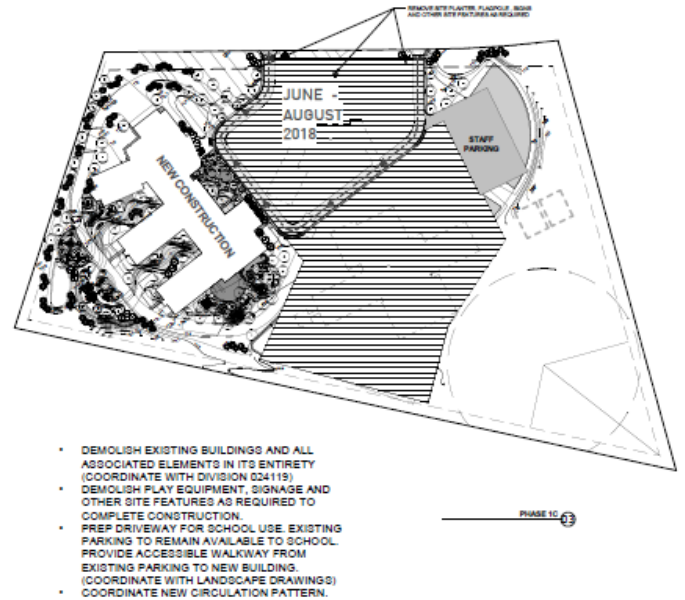 REMOVE SITE PLANTER, FLAGPOLE, SIGNS
AND OTHER SITE FEATURES AS REQUIRED
JUNE -
AUGUST
2018
STAFF
PARKING
NEW CONSTRUCTION
• DEMOLISH EXISTING BUILDINGS AND ALL
ASSOCIATED ELEMENTS IN ITS ENTIRETY
(COORDINATE WITH DIVISION 024119)
• DEMOLISH PLAY EQUIPMENT, SIGNAGE AND
OTHER SITE FEATURES AS REQUIRED TO
COMPLETE CONSTRUCTION.
• PREP DRIVEWAY FOR SCHOOL USE. EXISTING
PARKING TO REMAIN AVAILABLE TO SCHOOL.
PROVIDE ACCESSIBLE WALKWAY FROM
EXISTING PARKING TO NEW BUILDING.
(COORDINATE WITH LANDSCAPE DRAWINGS)
• COORDINATE NEW CIRCULATION PATTERN.
PHASE 1C 03